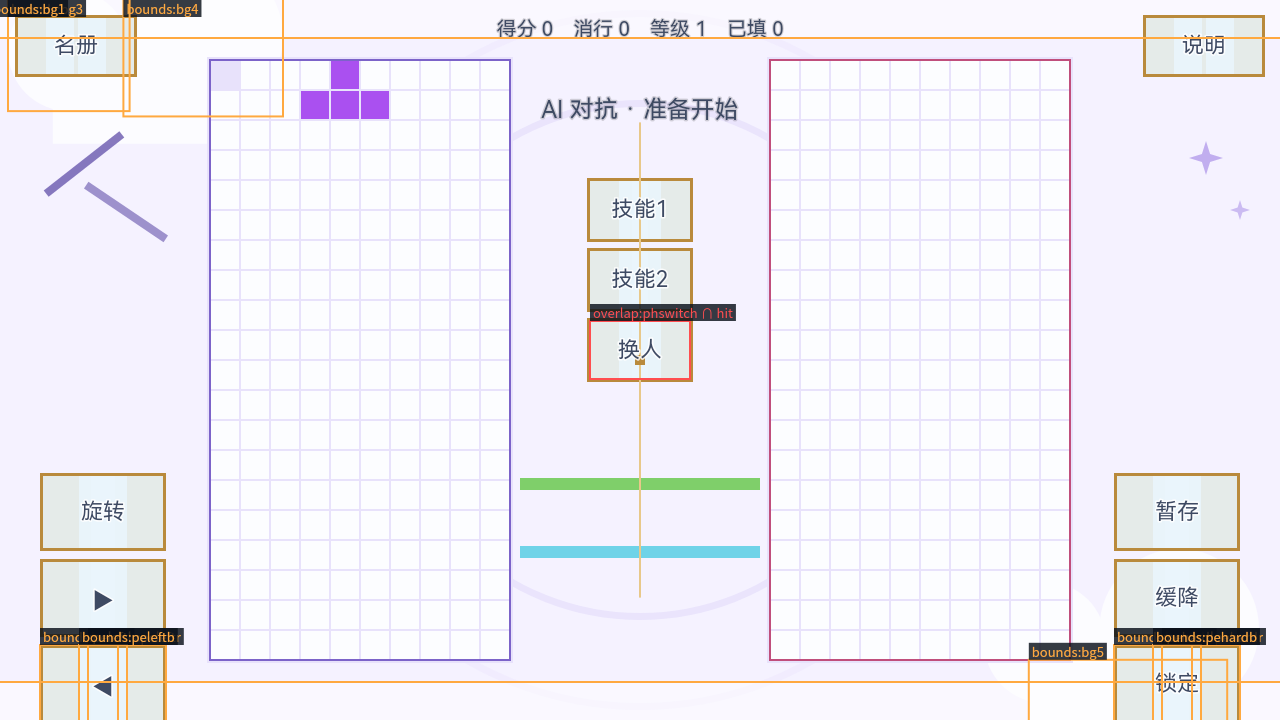 ounds:bg1 g3
bounds:bg4
名册
得分 0 消行 0 等级 1 已填 0
说明
AI 对抗 · 准备开始
技能1
技能2
overlap:phswitch ∩ hit
换人
旋转
暂存
缓降
bounds:peleftb
bounds:pehardb
bounds:bg5
锁定